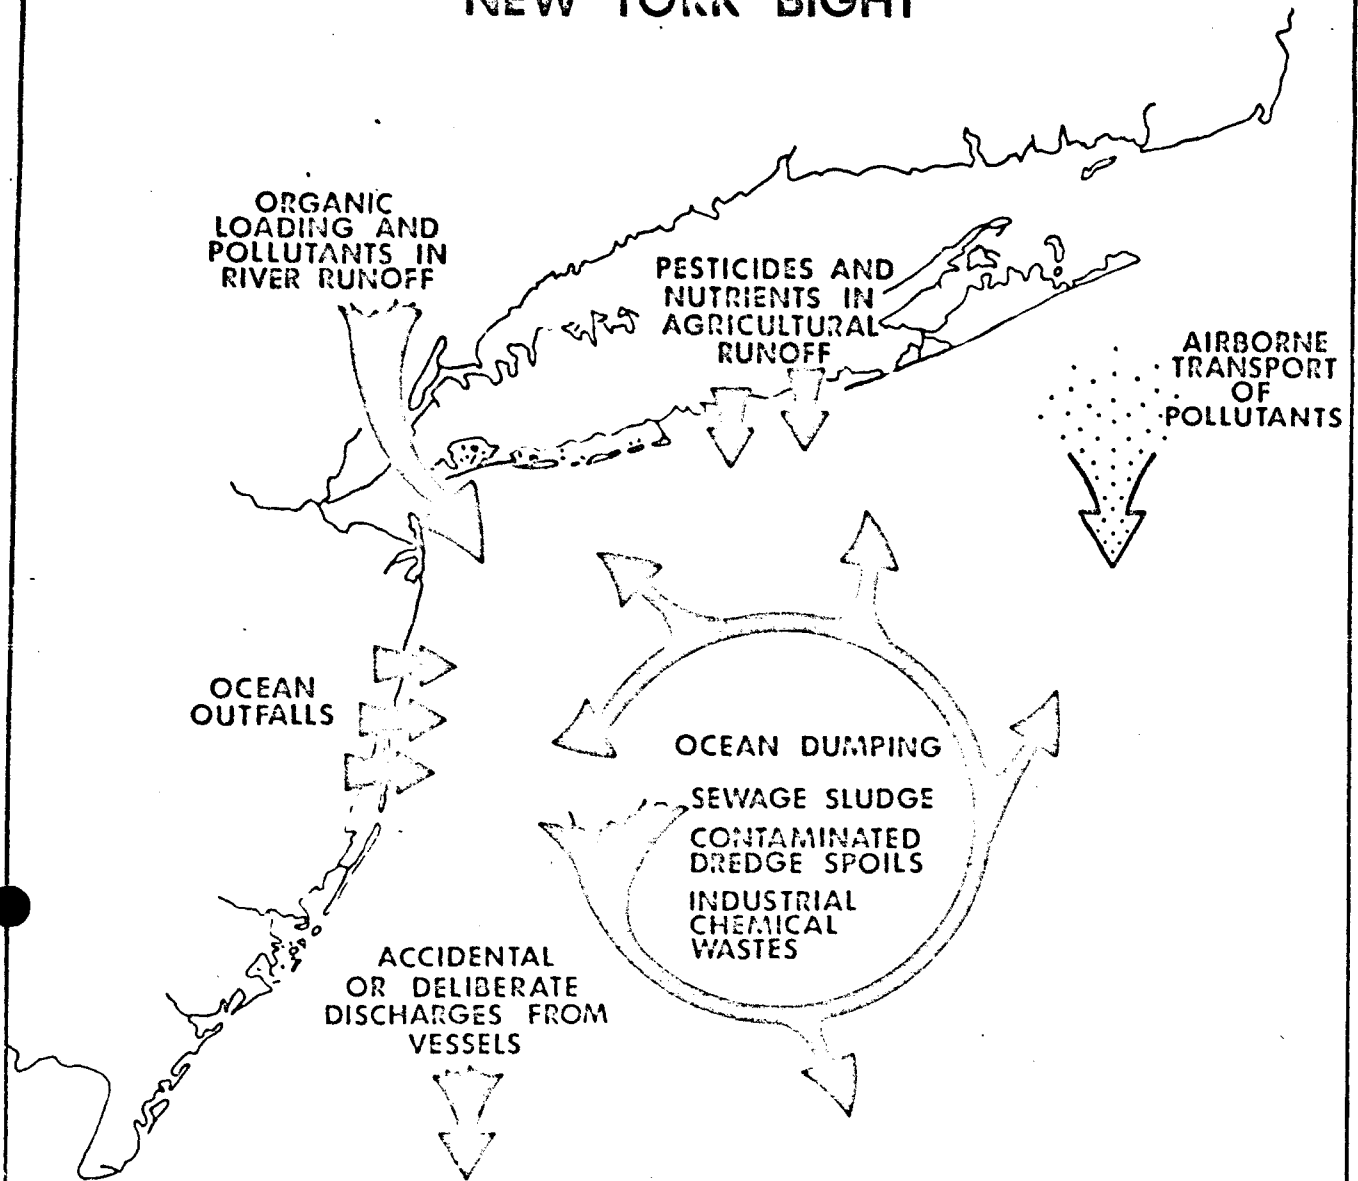 NEW YORK BIGHT
ORGANIC
LOADING AND
POLLUTANTS IN
RIVER RUNOFF
PESTICIDES AND
NUTRIENTS IN
AGRICULTURAL
RUNOFF
AIRBORNE
TRANSPORT
OF
POLLUTANTS
OCEAN
OUTFALLS
OCEAN DUMPING
SEWAGE SLUDGE
CONTAMINATED
DREDGE SPOILS
INDUSTRIAL
CHEMICAL
WASTES
ACCIDENTAL
OR DELIBERATE
DISCHARGES FROM
VESSELS